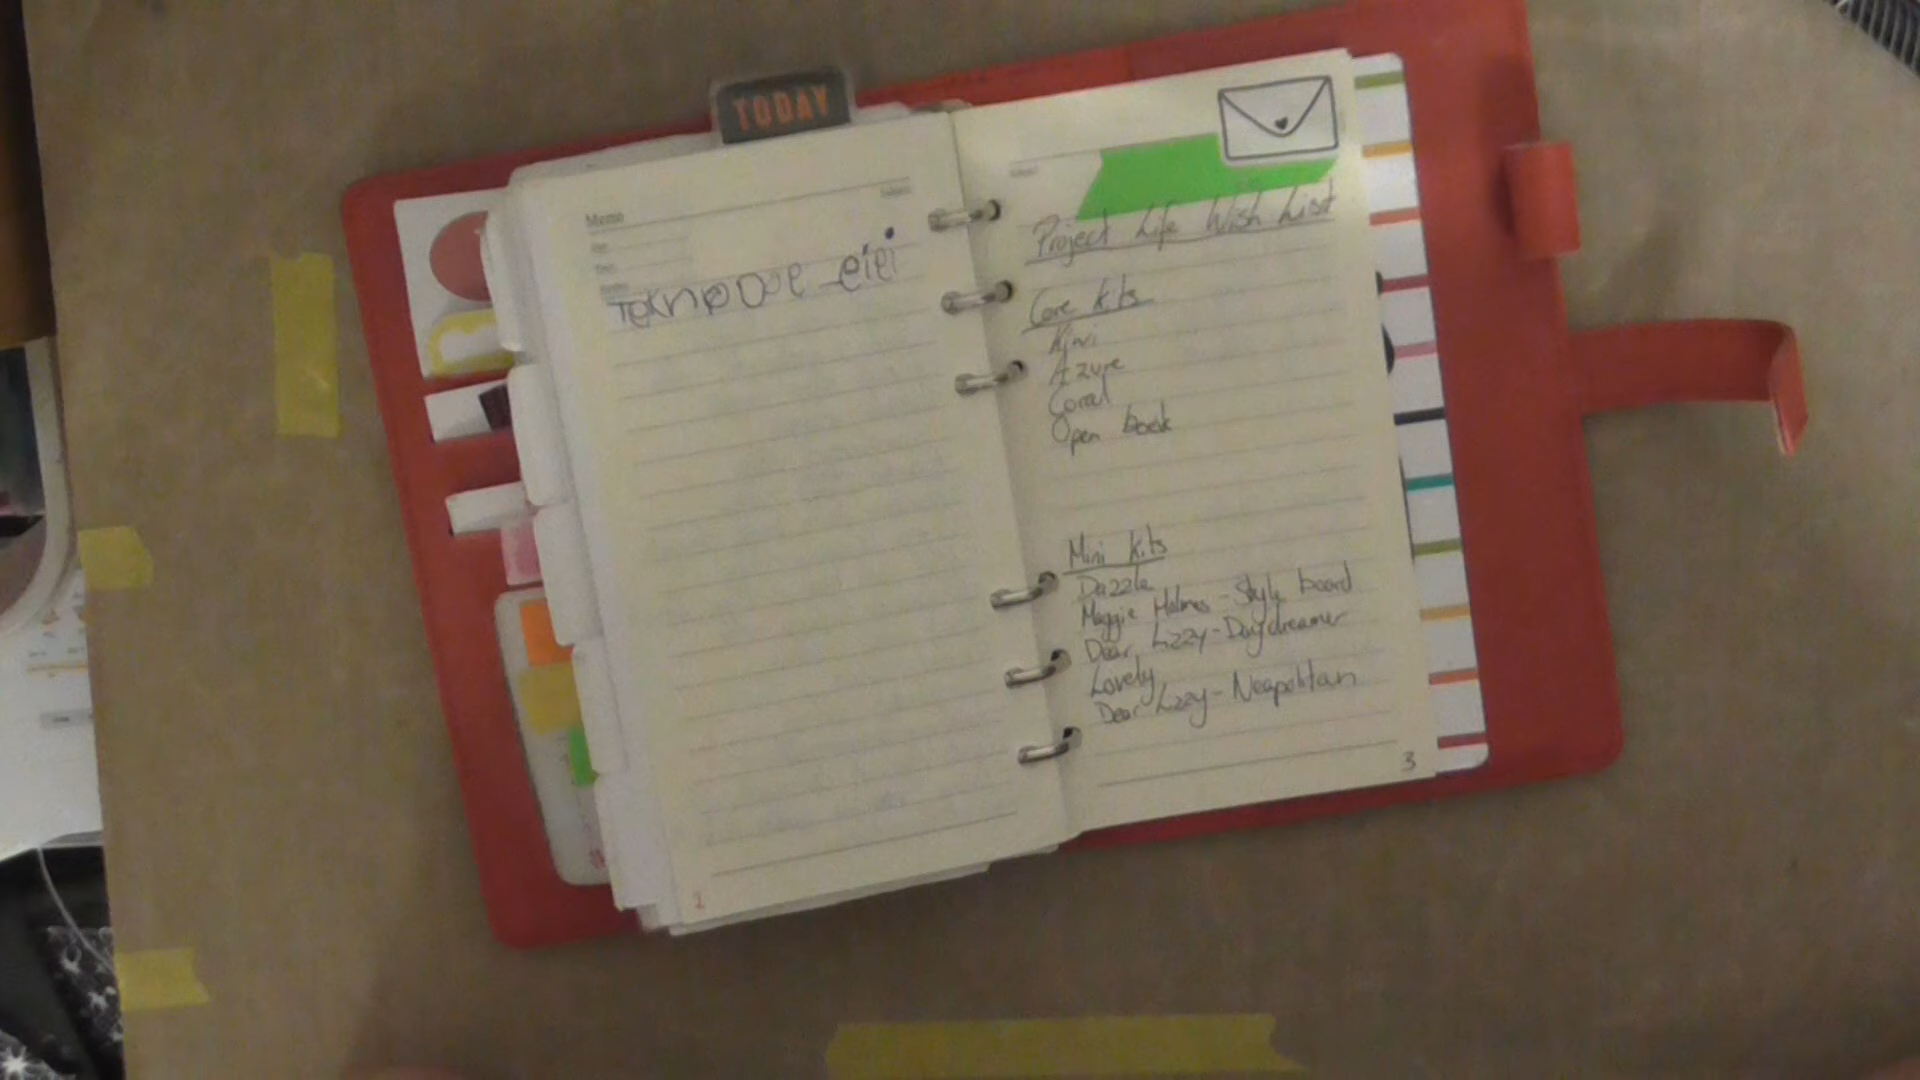 TODAY
Memo
Project Life Wish List
Core kits
Kiwi
Azure
Coral
Open book
Mini kits
Dazzle
Maggie Holmes - Style board
Dear Lizzy - Daydreamer
Lovely
Dear Lizzy - Neapolitan
3